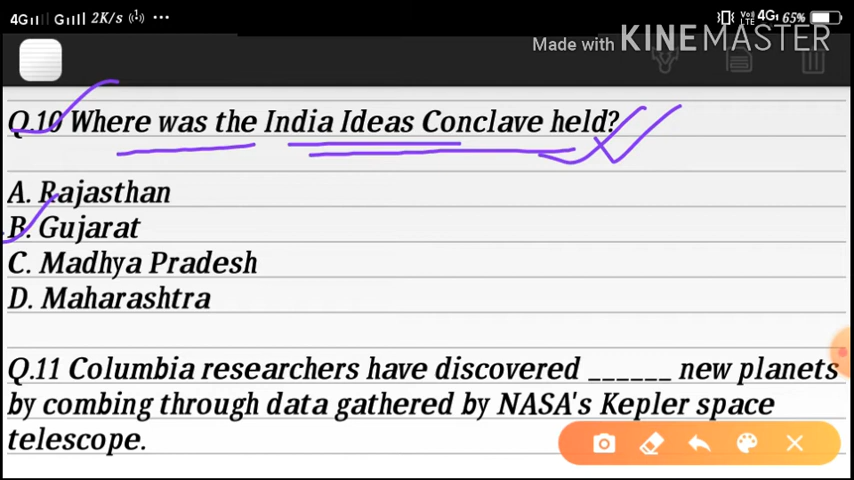 4G 4G 2K/s Vo) LTE 4G 65%
Made with KINEMASTER
Q.10 Where was the India Ideas Conclave held?
A. Rajasthan
B. Gujarat
C. Madhya Pradesh
D. Maharashtra
Q.11 Columbia researchers have discovered ______ new planets
by combing through data gathered by NASA's Kepler space
telescope.